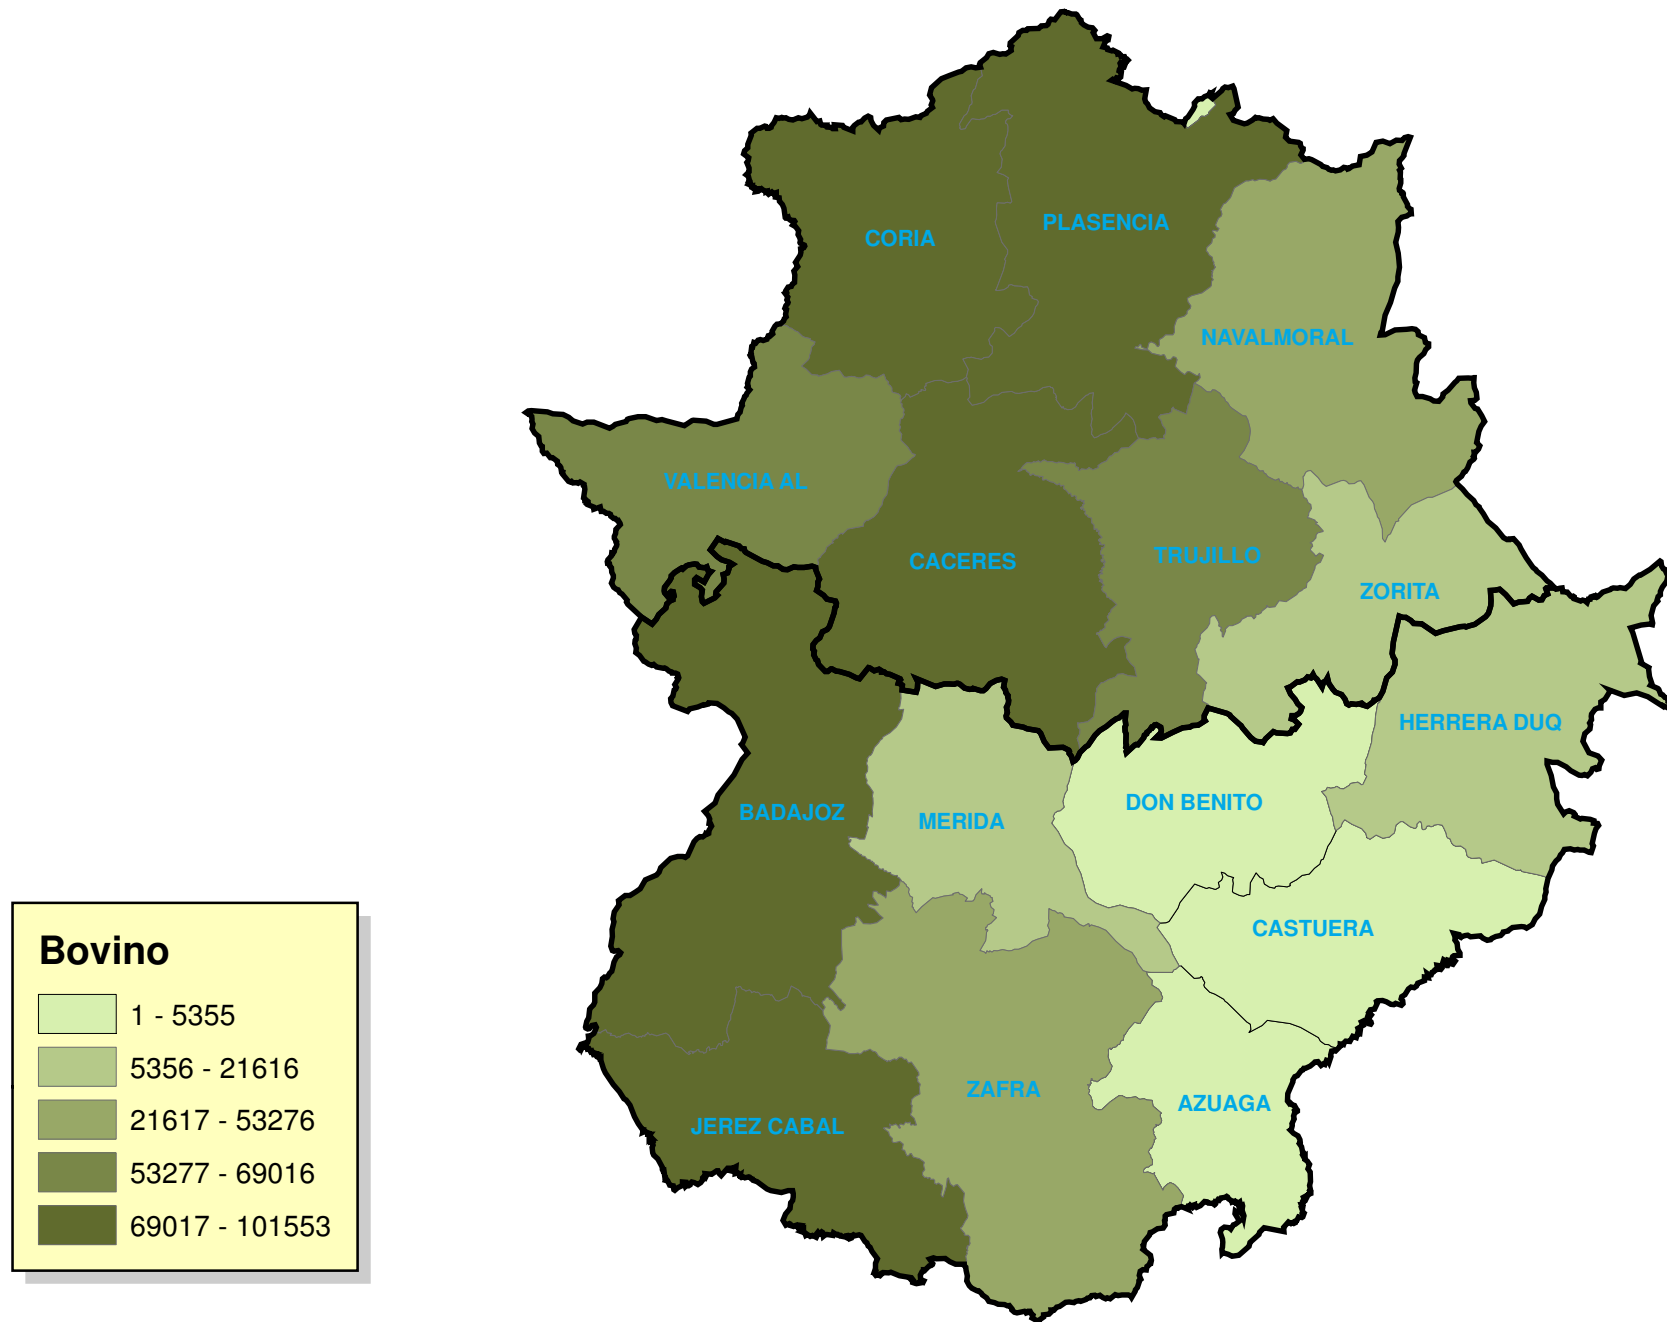 PLASENCIA
CORIA
NAVALMORAL
VALENCIA AL
CACERES
TRUJILLO
ZORITA
HERRERA DUQ
BADAJOZ
MERIDA
DON BENITO
CASTUERA
ZAFRA
AZUAGA
JEREZ CABAL
Bovino
1 - 5355
5356 - 21616
21617 - 53276
53277 - 69016
69017 - 101553